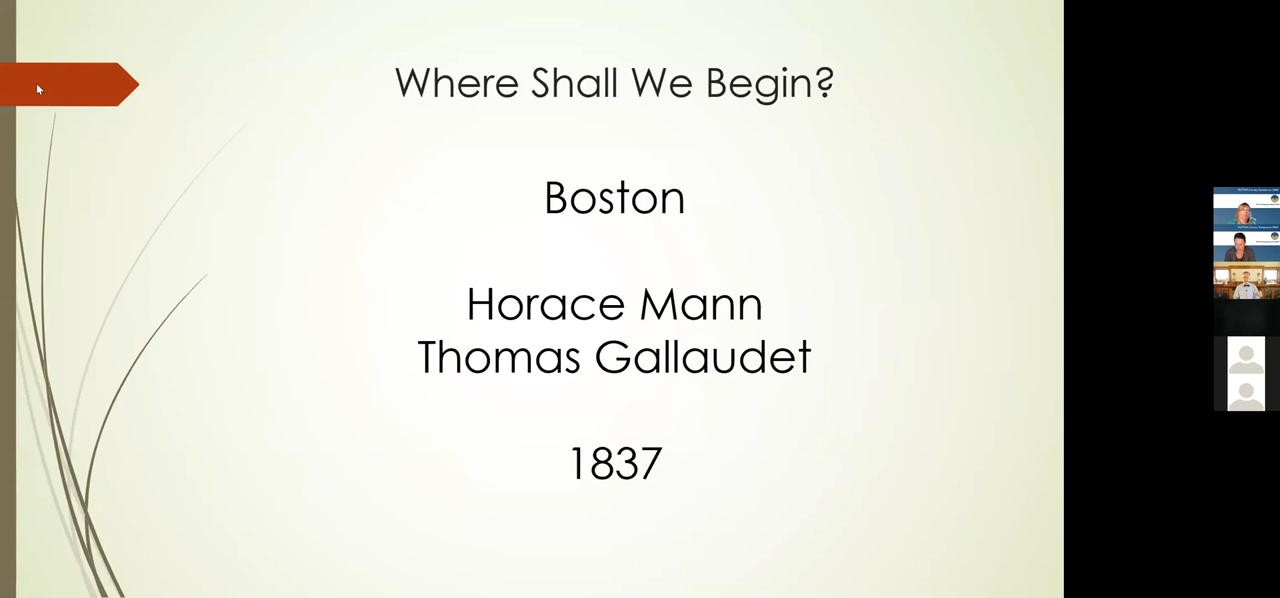 Where Shall We Begin?
Boston
Horace Mann
Thomas Gallaudet
1837